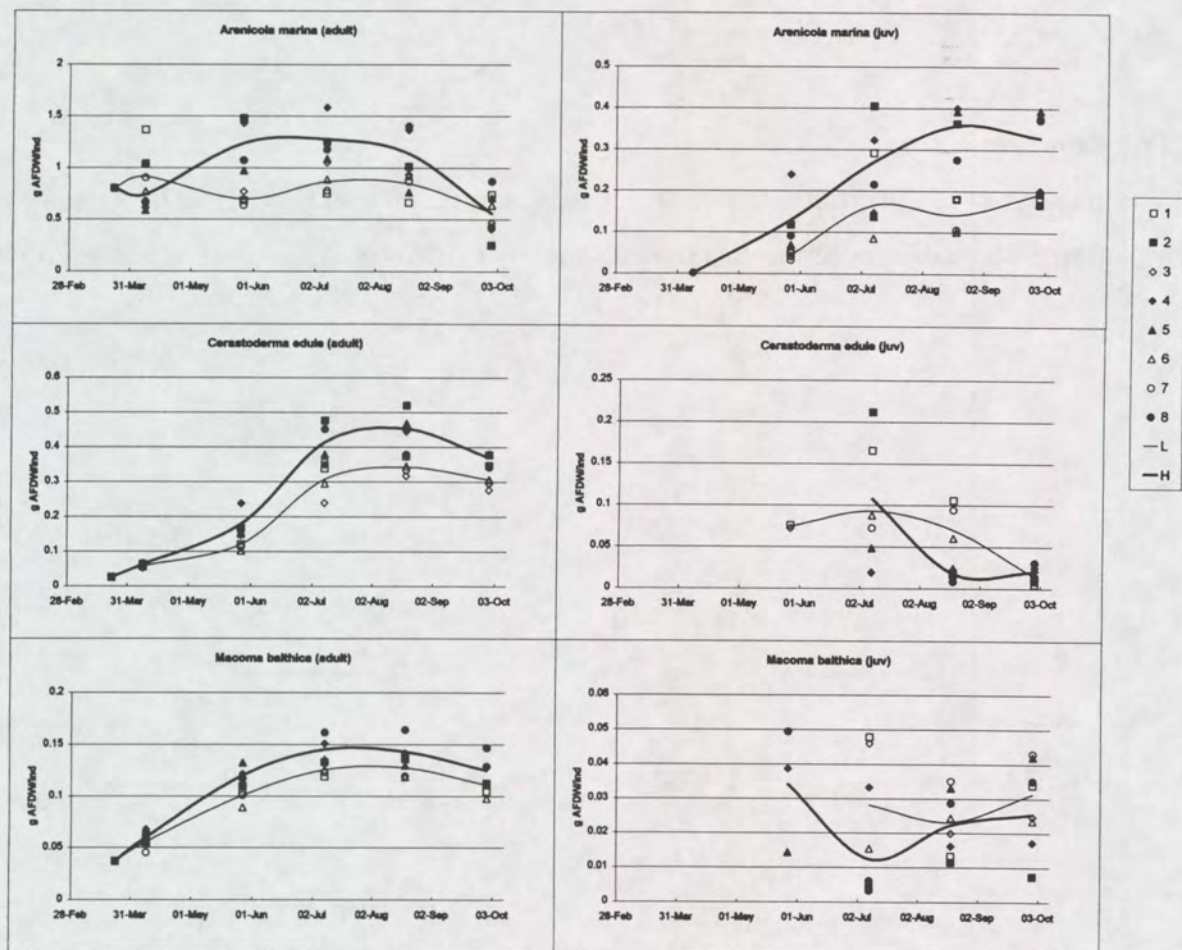 Arenicola marina (adult)
2
1.5
1
0.5
0
g AFDW/ind
28-Feb 31-Mar 01-May 01-Jun 02-Jul 02-Aug 02-Sep 03-Oct
Arenicola marina (juv)
0.5
0.4
0.3
0.2
0.1
0
g AFDW/ind
28-Feb 31-Mar 01-May 01-Jun 02-Jul 02-Aug 02-Sep 03-Oct
Cerastoderma edule (adult)
0.6
0.5
0.4
0.3
0.2
0.1
0
g AFDW/ind
28-Feb 31-Mar 01-May 01-Jun 02-Jul 02-Aug 02-Sep 03-Oct
Cerastoderma edule (juv)
0.25
0.2
0.15
0.1
0.05
0
g AFDW/ind
28-Feb 31-Mar 01-May 01-Jun 02-Jul 02-Aug 02-Sep 03-Oct
Macoma balthica (adult)
0.2
0.15
0.1
0.05
0
g AFDW/ind
28-Feb 31-Mar 01-May 01-Jun 02-Jul 02-Aug 02-Sep 03-Oct
Macoma balthica (juv)
0.06
0.05
0.04
0.03
0.02
0.01
0
g AFDW/ind
28-Feb 31-Mar 01-May 01-Jun 02-Jul 02-Aug 02-Sep 03-Oct
1
2
3
4
5
6
7
8
L
H